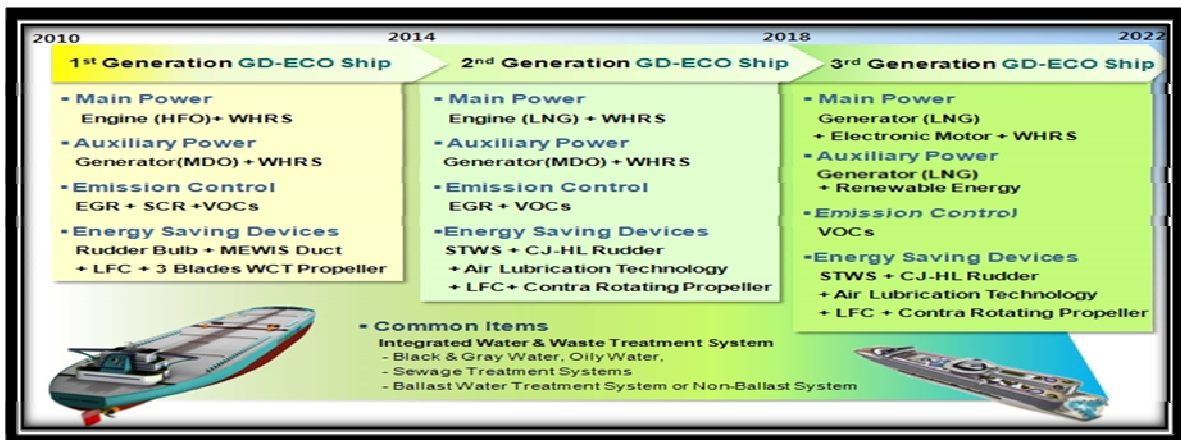 2010 2014 2018 2022
1st Generation GD-ECO Ship
▪ Main Power
Engine (HFO)+ WHRS
▪ Auxiliary Power
Generator(MDO) + WHRS
▪ Emission Control
EGR + SCR +VOCs
▪ Energy Saving Devices
Rudder Bulb + MEWIS Duct
+ LFC + 3 Blades WCT Propeller
2nd Generation GD-ECO Ship
▪ Main Power
Engine (LNG) + WHRS
▪ Auxiliary Power
Generator(MDO) + WHRS
▪ Emission Control
EGR + VOCs
▪Energy Saving Devices
STWS + CJ-HL Rudder
+ Air Lubrication Technology
+ LFC+ Contra Rotating Propeller
3rd Generation GD-ECO Ship
▪ Main Power
Generator (LNG)
+ Electronic Motor + WHRS
▪ Auxiliary Power
Generator (LNG)
+ Renewable Energy
▪Emission Control
VOCs
▪Energy Saving Devices
STWS + CJ-HL Rudder
+ Air Lubrication Technology
+ LFC + Contra Rotating Propeller
▪ Common Items
Integrated Water & Waste Treatment System
- Black & Gray Water, Oily Water,
- Sewage Treatment Systems
- Ballast Water Treatment System or Non-Ballast System